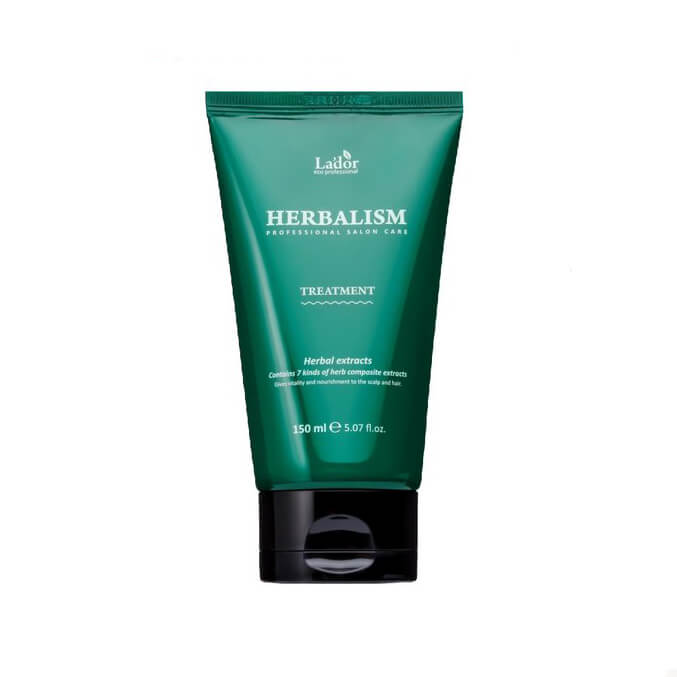 La'dor
eco professional
HERBALISM
PROFESSIONAL SALON CARE
TREATMENT
Herbal extracts
Contains 7 kinds of herb composite extracts
Gives vitality and nourishment to the scalp and hair.
150 ml ℮ 5.07 fl.oz.